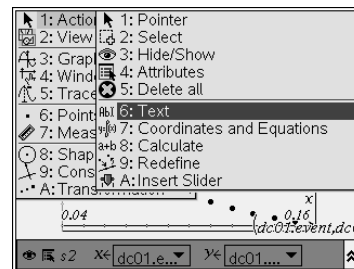 1: Actio
2: View
3: Grap
4: Wind
5: Trace
6: Point
7: Meas
8: Shap
9: Cons
A: Transformation
1: Pointer
2: Select
3: Hide/Show
4: Attributes
5: Delete all
6: Text
7: Coordinates and Equations
8: Calculate
9: Redefine
A: Insert Slider
x
0.04
0.16
dc01.event,dc
s2 x∈ dc01.e... y∈ dc01....